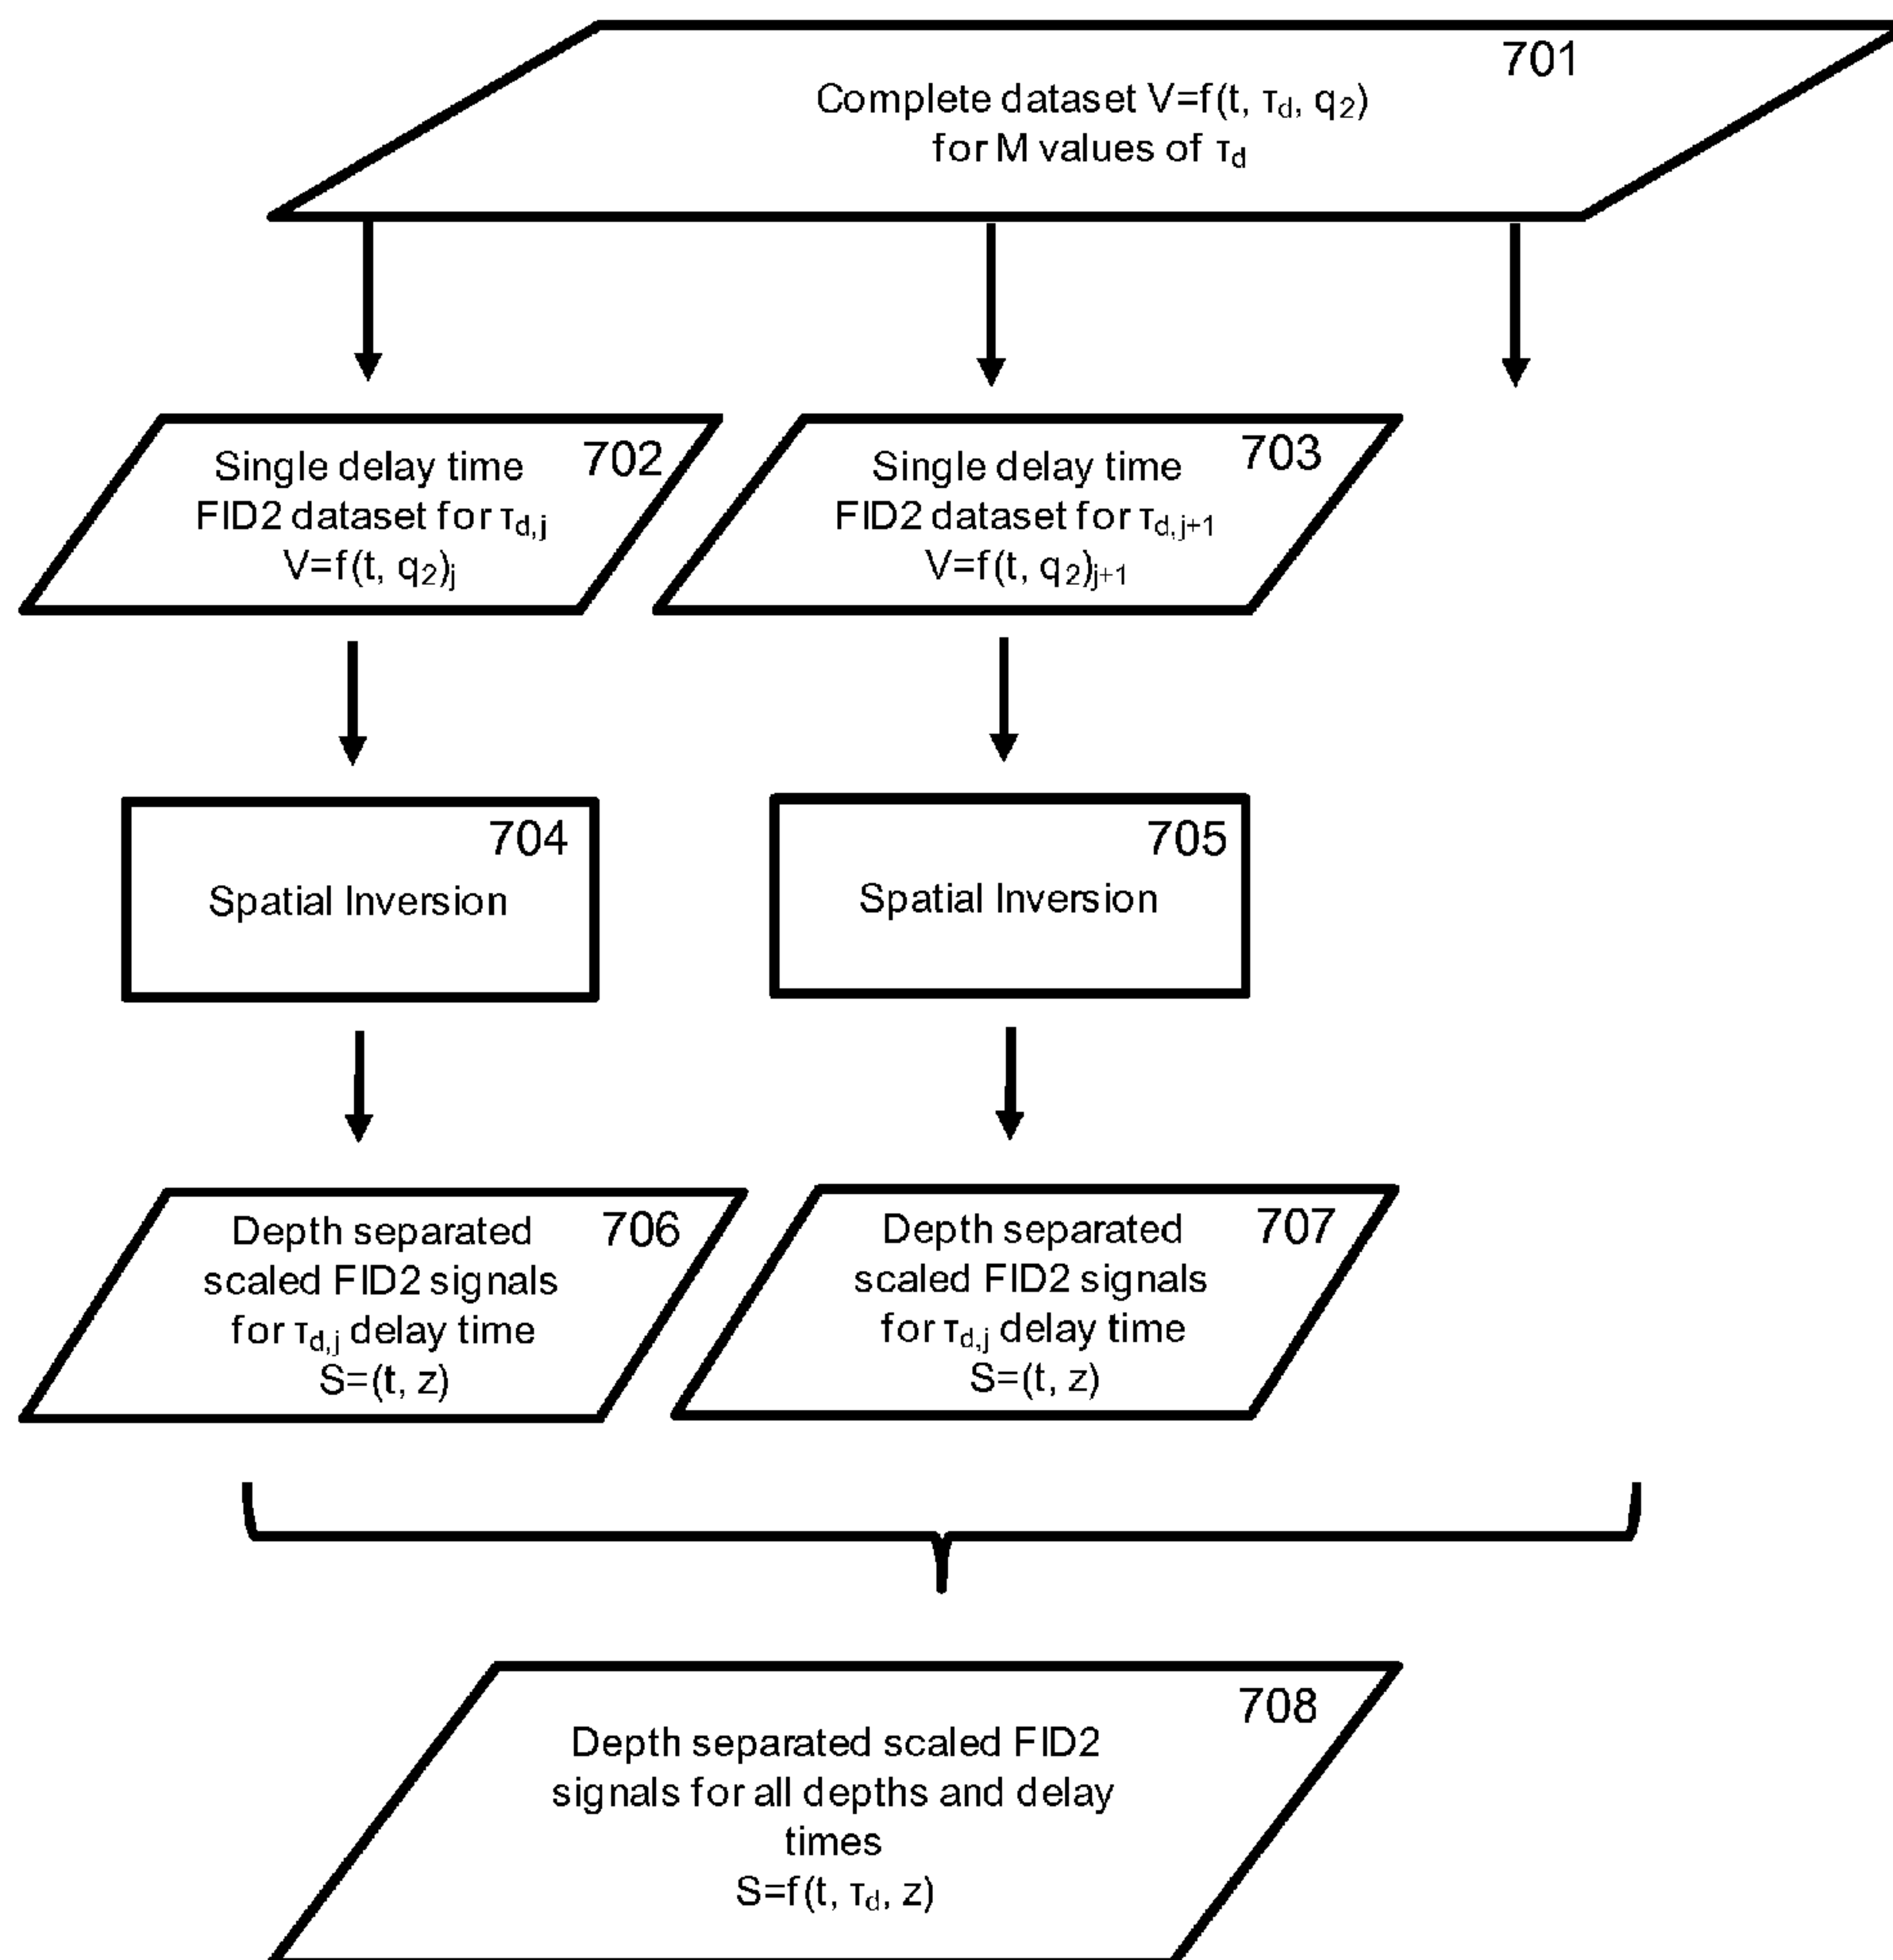 701
Complete dataset V=f(t, τd, q2)
for M values of τd
702
Single delay time
FID2 dataset for τd,j
V=f(t, q2)j
703
Single delay time
FID2 dataset for τd,j+1
V=f(t, q2)j+1
704
Spatial Inversion
705
Spatial Inversion
706
Depth separated
scaled FID2 signals
for τd,j delay time
S=(t, z)
707
Depth separated
scaled FID2 signals
for τd,j delay time
S=(t, z)
708
Depth separated scaled FID2
signals for all depths and delay
times
S=f(t, τd, z)